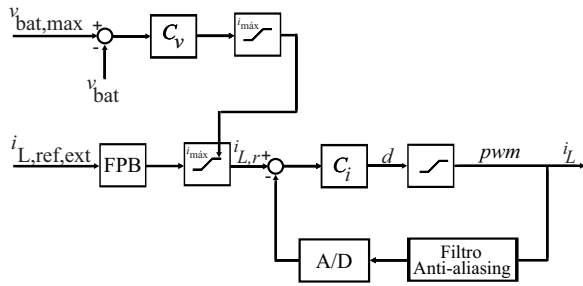 v bat,max
+
-
C v
i máx
v bat
i L,ref,ext
FPB
i máx
i L,r
+
-
C i
d
pwm
i L
A/D
Filtro
Anti-aliasing